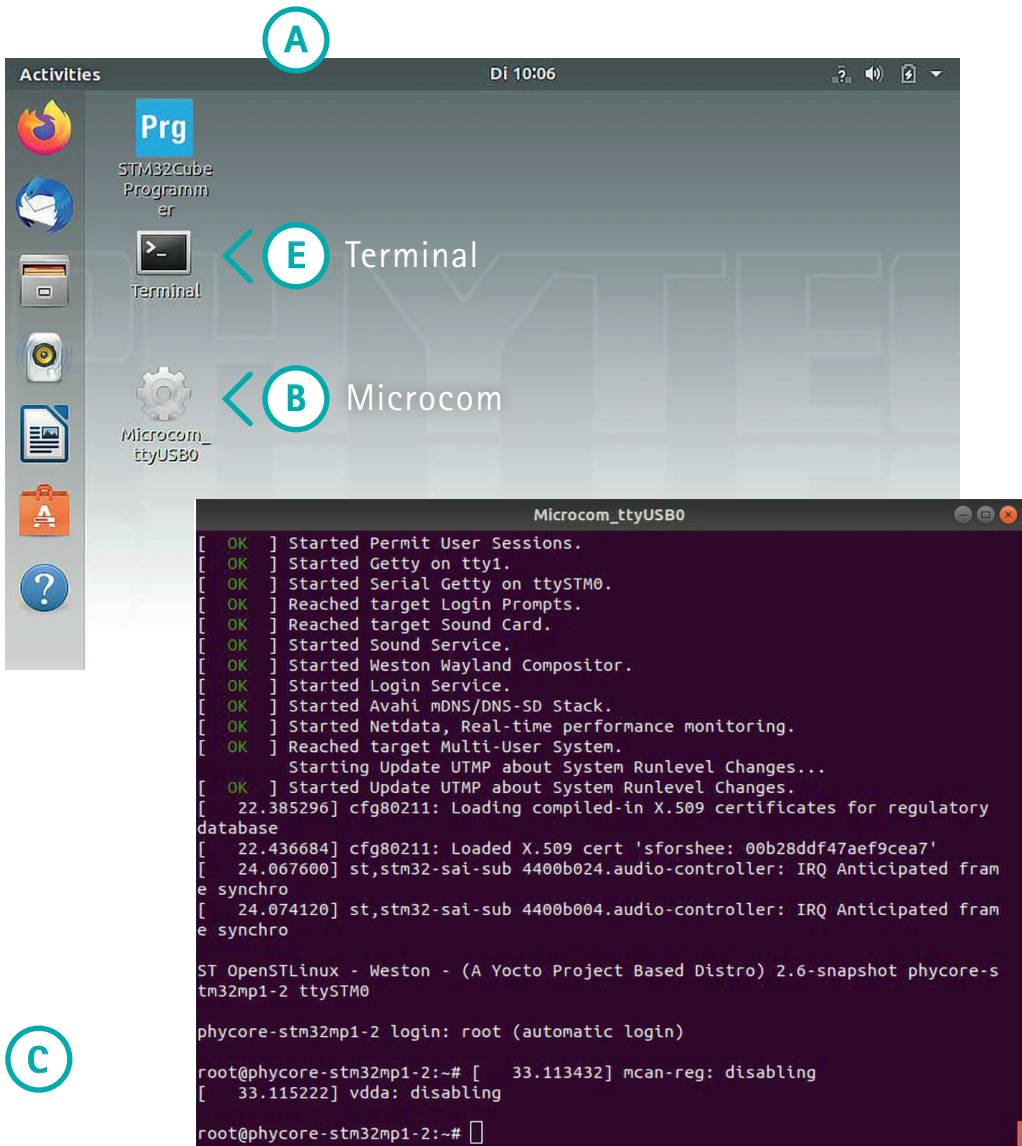 A
Activities
Di 10:06
Prg
STM32Cube
Programm
er
>_
E
Terminal
Terminal
PHYTEC
B
Microcom
Microcom_
ttyUSB0
A
?
Microcom_ttyUSB0
[  OK  ] Started Permit User Sessions.
[  OK  ] Started Getty on tty1.
[  OK  ] Started Serial Getty on ttySTM0.
[  OK  ] Reached target Login Prompts.
[  OK  ] Reached target Sound Card.
[  OK  ] Started Sound Service.
[  OK  ] Started Weston Wayland Compositor.
[  OK  ] Started Login Service.
[  OK  ] Started Avahi mDNS/DNS-SD Stack.
[  OK  ] Started Netdata, Real-time performance monitoring.
[  OK  ] Reached target Multi-User System.
         Starting Update UTMP about System Runlevel Changes...
[  OK  ] Started Update UTMP about System Runlevel Changes.
[   22.385296] cfg80211: Loading compiled-in X.509 certificates for regulatory
database
[   22.436684] cfg80211: Loaded X.509 cert 'sforshee: 00b28ddf47aef9cea7'
[   24.067600] st,stm32-sai-sub 4400b024.audio-controller: IRQ Anticipated fram
e synchro
[   24.074120] st,stm32-sai-sub 4400b004.audio-controller: IRQ Anticipated fram
e synchro
ST OpenSTLinux - Weston - (A Yocto Project Based Distro) 2.6-snapshot phycore-s
tm32mp1-2 ttySTM0
phycore-stm32mp1-2 login: root (automatic login)
C
root@phycore-stm32mp1-2:~# [   33.113432] mcan-reg: disabling
[   33.115222] vdda: disabling
root@phycore-stm32mp1-2:~#